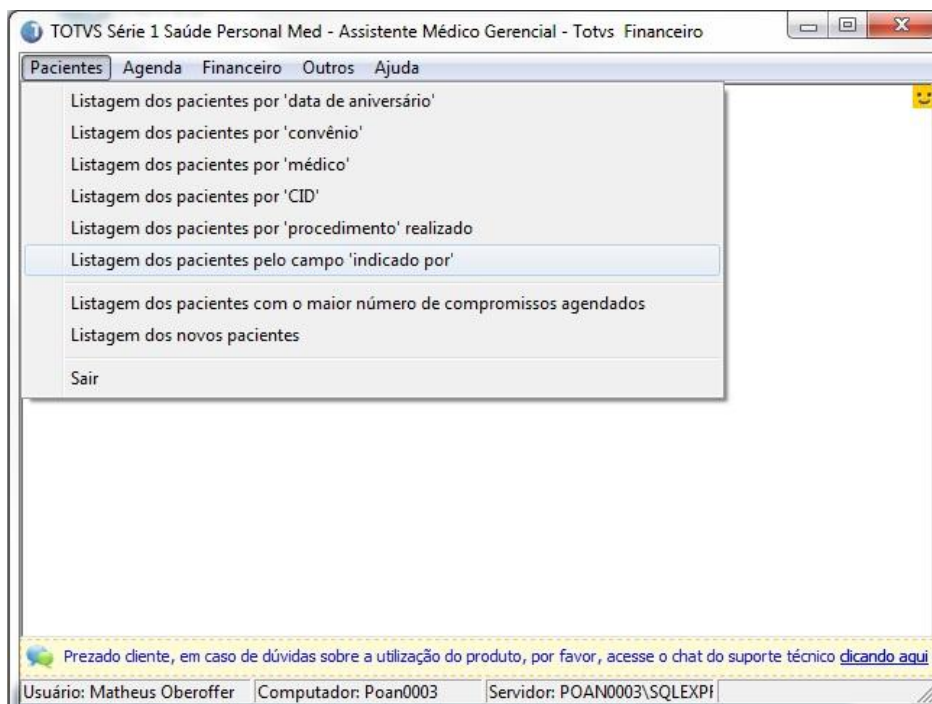 TOTVS Série 1 Saúde Personal Med - Assistente Médico Gerencial - Totvs Financeiro
Pacientes Agenda Financeiro Outros Ajuda
Listagem dos pacientes por 'data de aniversário'
Listagem dos pacientes por 'convênio'
Listagem dos pacientes por 'médico'
Listagem dos pacientes por 'CID'
Listagem dos pacientes por 'procedimento' realizado
Listagem dos pacientes pelo campo 'indicado por'
Listagem dos pacientes com o maior número de compromissos agendados
Listagem dos novos pacientes
Sair
Prezado cliente, em caso de dúvidas sobre a utilização do produto, por favor, acesse o chat do suporte técnico clicando aqui
Usuário: Matheus Oberoffer Computador: Poan0003 Servidor: POAN0003\SQLEXPF